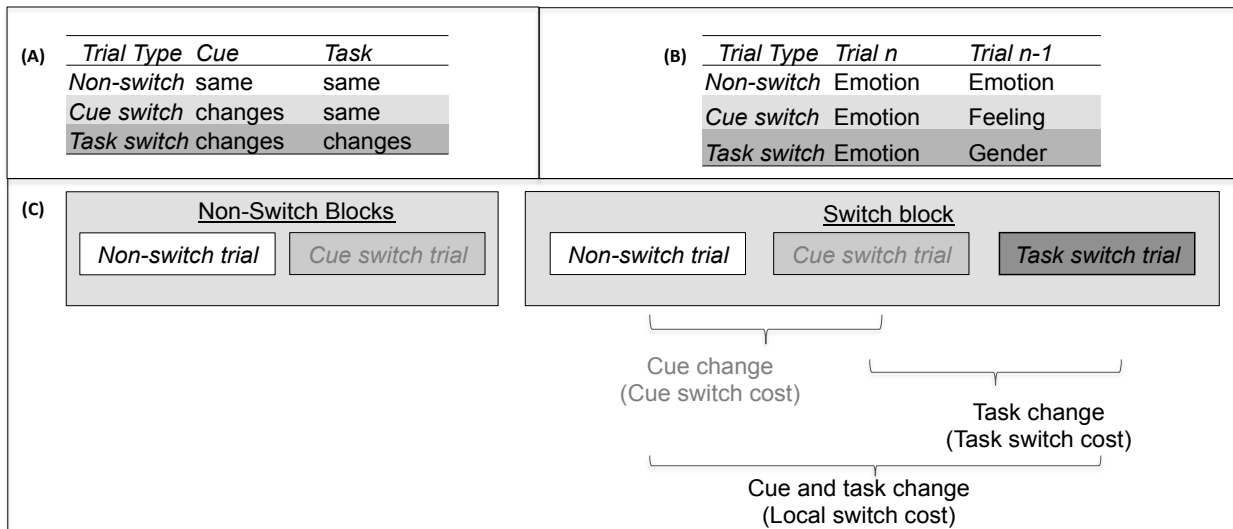 (A)
Trial Type Cue Task
Non-switch same same
Cue switch changes same
Task switch changes changes
(B)
Trial Type Trial n Trial n-1
Non-switch Emotion Emotion
Cue switch Emotion Feeling
Task switch Emotion Gender
(C)
Non-Switch Blocks
Non-switch trial Cue switch trial
Switch block
Non-switch trial Cue switch trial Task switch trial
Cue change
(Cue switch cost)
Task change
(Task switch cost)
Cue and task change
(Local switch cost)